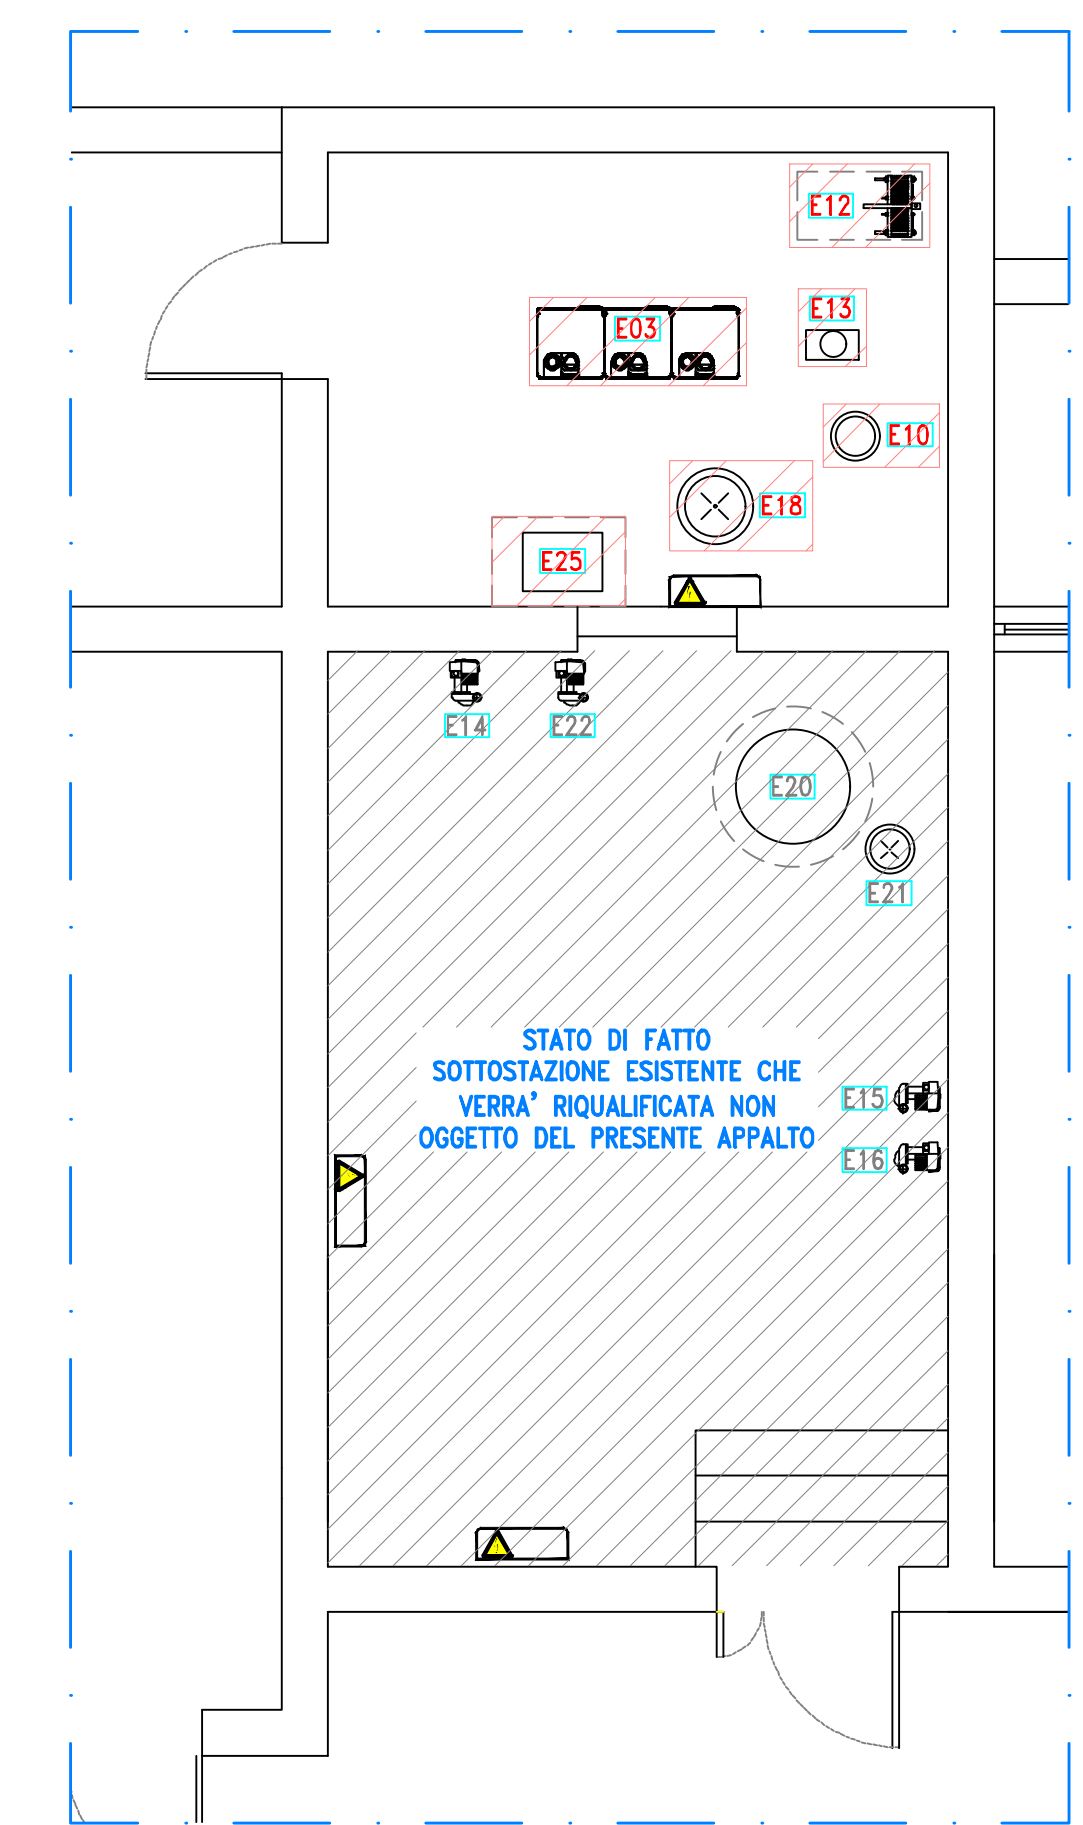 E12
E13
E03
E10
E18
E25
E14
E22
E20
E21
STATO DI FATTO
SOTTOSTAZIONE ESISTENTE CHE
VERRA' RIQUALIFICATA NON
OGGETTO DEL PRESENTE APPALTO
E15
E16